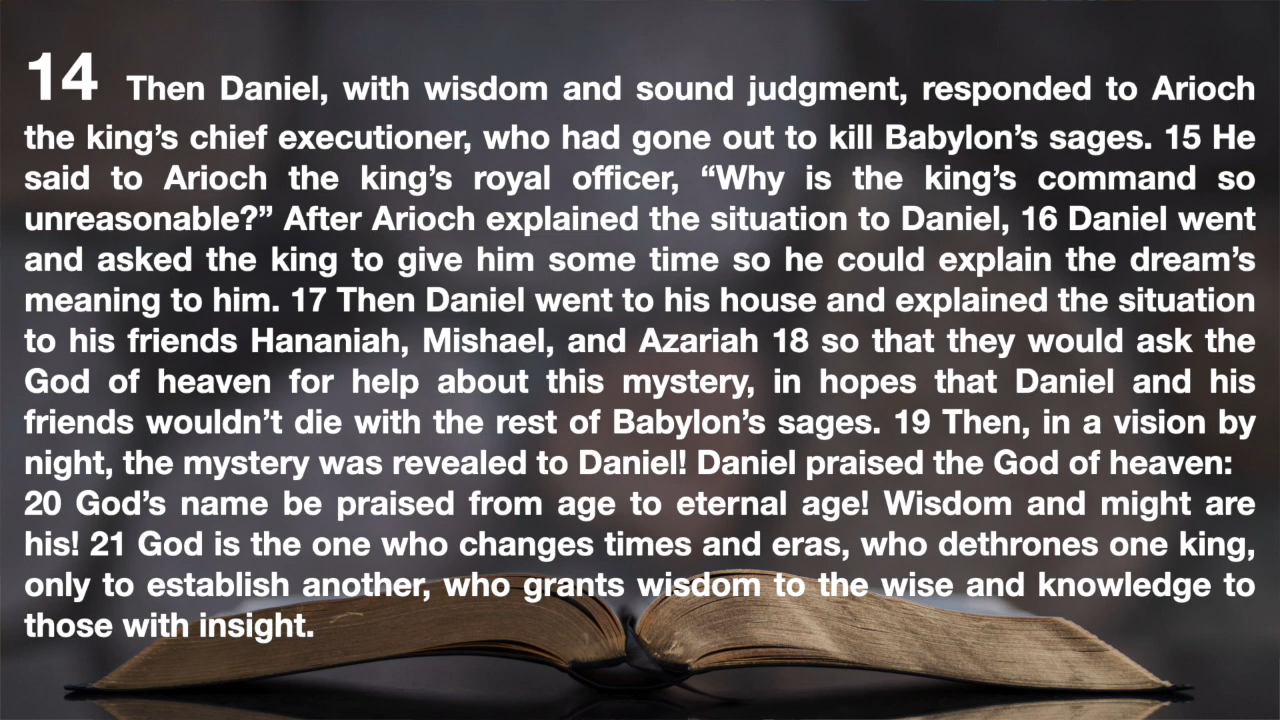 14 Then Daniel, with wisdom and sound judgment, responded to Arioch
the king’s chief executioner, who had gone out to kill Babylon’s sages. 15 He
said to Arioch the king’s royal officer, “Why is the king’s command so
unreasonable?” After Arioch explained the situation to Daniel, 16 Daniel went
and asked the king to give him some time so he could explain the dream’s
meaning to him. 17 Then Daniel went to his house and explained the situation
to his friends Hananiah, Mishael, and Azariah 18 so that they would ask the
God of heaven for help about this mystery, in hopes that Daniel and his
friends wouldn’t die with the rest of Babylon’s sages. 19 Then, in a vision by
night, the mystery was revealed to Daniel! Daniel praised the God of heaven:
20 God’s name be praised from age to eternal age! Wisdom and might are
his! 21 God is the one who changes times and eras, who dethrones one king,
only to establish another, who grants wisdom to the wise and knowledge to
those with insight.